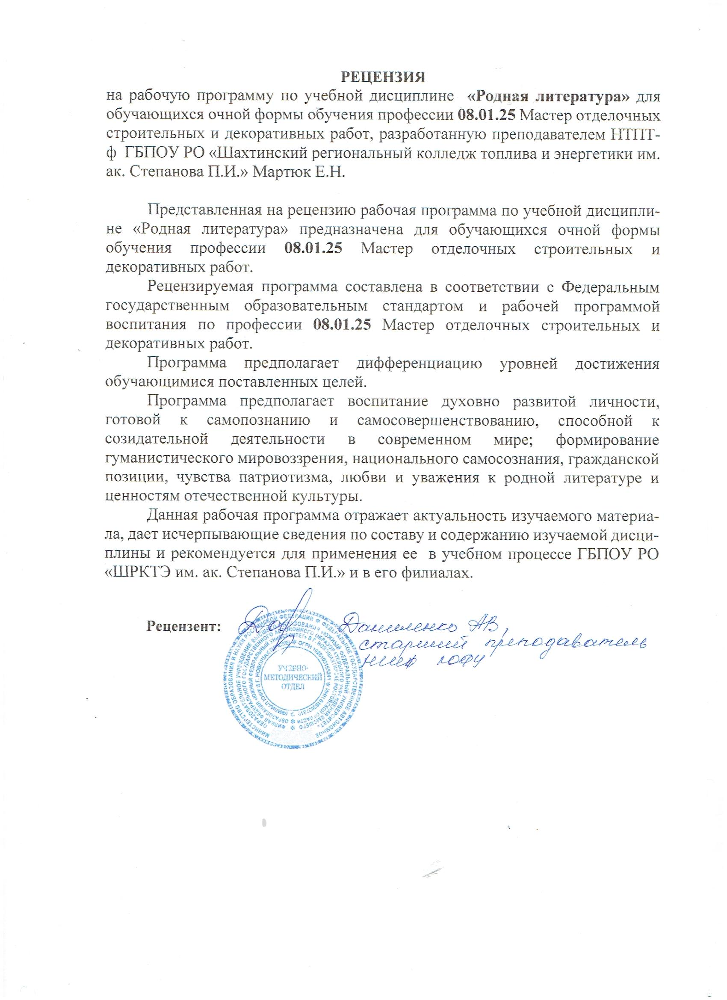 РЕЦЕНЗИЯ
на рабочую программу по учебной дисциплине «Родная литература» для
обучающихся очной формы обучения профессии 08.01.25 Мастер отделочных
строительных и декоративных работ, разработанную преподавателем НТПТ-
ф ГБПОУ РО «Шахтинский региональный колледж топлива и энергетики им.
ак. Степанова П.И.» Мартюк Е.Н.
Представленная на рецензию рабочая программа по учебной дисципли-
не «Родная литература» предназначена для обучающихся очной формы
обучения профессии 08.01.25 Мастер отделочных строительных и
декоративных работ.
Рецензируемая программа составлена в соответствии с Федеральным
государственным образовательным стандартом и рабочей программой
воспитания по профессии 08.01.25 Мастер отделочных строительных и
декоративных работ.
Программа предполагает дифференциацию уровней достижения
обучающимися поставленных целей.
Программа предполагает воспитание духовно развитой личности,
готовой к самопознанию и самосовершенствованию, способной к
созидательной деятельности в современном мире; формирование
гуманистического мировоззрения, национального самосознания, гражданской
позиции, чувства патриотизма, любви и уважения к родной литературе и
ценностям отечественной культуры.
Данная рабочая программа отражает актуальность изучаемого материа-
ла, дает исчерпывающие сведения по составу и содержанию изучаемой дисци-
плины и рекомендуется для применения ее в учебном процессе ГБПОУ РО
«ШРКТЭ им. ак. Степанова П.И.» и в его филиалах.
Рецензент: Даниленко АВ,
старший преподаватель
ЮФУ
УЧЕБНО-
МЕТОДИЧЕСКИЙ
ОТДЕЛ